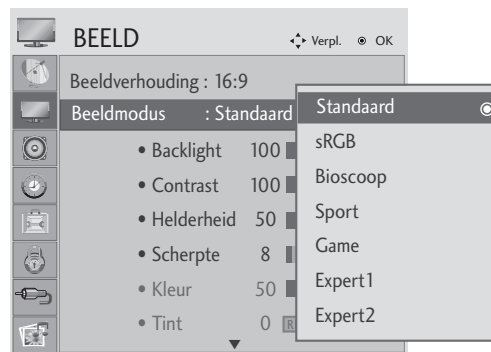 BEELD
Verpl. OK
Beeldverhouding : 16:9
Beeldmodus : Standaard
• Backlight 100
• Contrast 100
• Helderheid 50
• Scherpte 8
• Kleur 50
• Tint 0 R
Standaard
sRGB
Bioscoop
Sport
Game
Expert1
Expert2